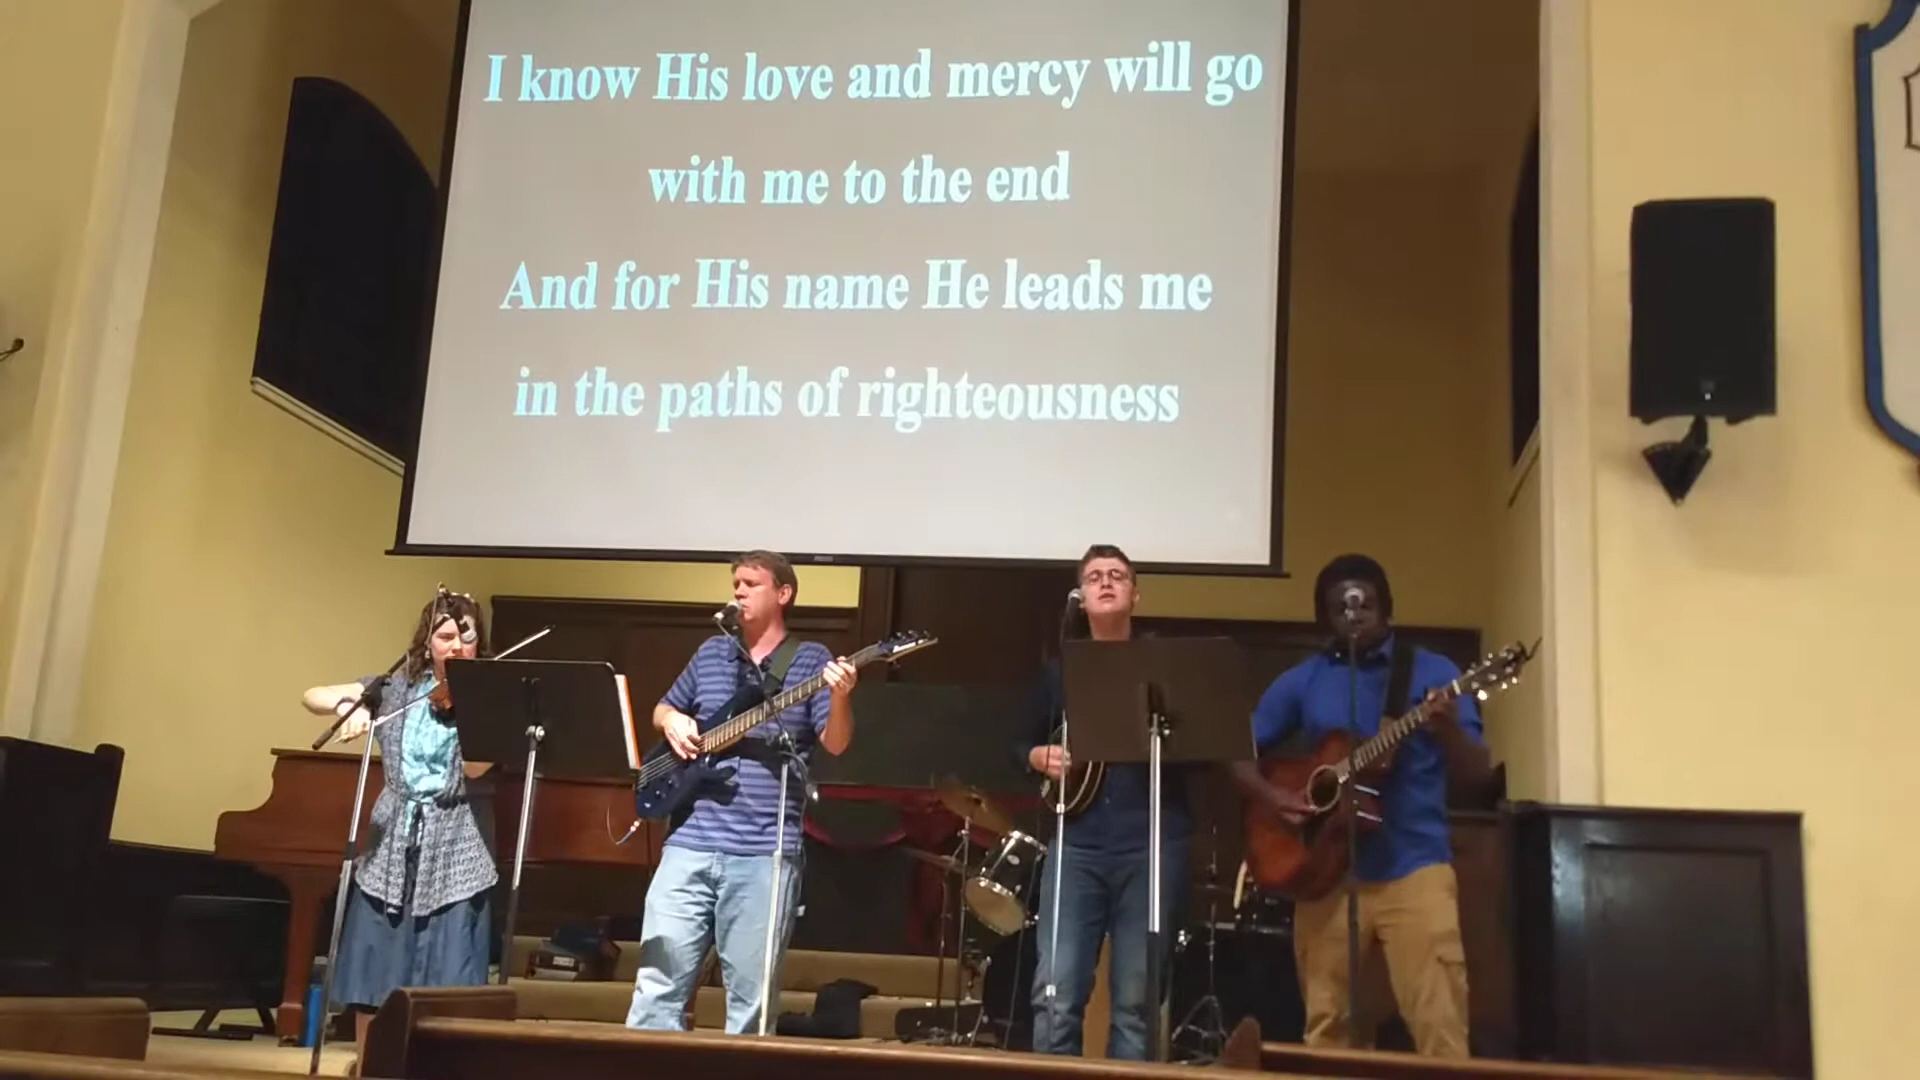 I know His love and mercy will go
with me to the end
And for His name He leads me
in the paths of righteousness